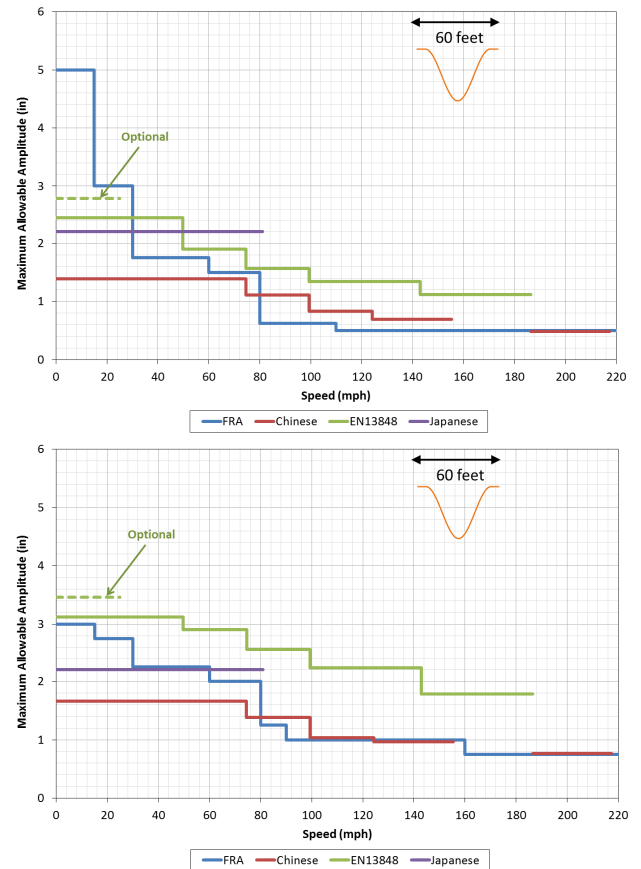 60 feet
6
5
4
3
2
1
0
Maximum Allowable Amplitude (in)
Optional
0 20 40 60 80 100 120 140 160 180 200 220
Speed (mph)
FRA Chinese EN13848 Japanese
60 feet
6
5
4
3
2
1
0
Maximum Allowable Amplitude (in)
Optional
0 20 40 60 80 100 120 140 160 180 200 220
Speed (mph)
FRA Chinese EN13848 Japanese